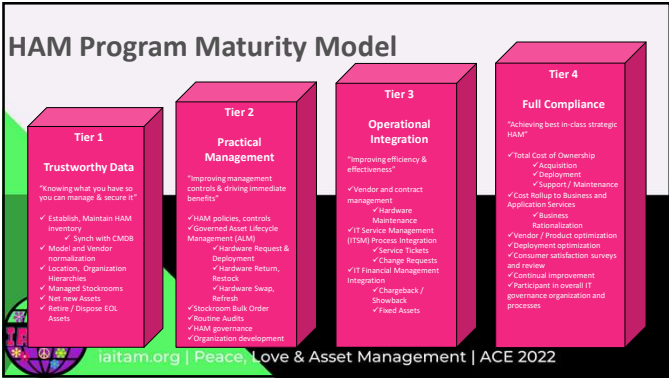 HAM Program Maturity Model
Tier 1
Trustworthy Data
"Knowing what you have so
you can manage & secure it"
✓ Establish, Maintain HAM
inventory
✓ Synch with CMDB
✓ Model and Vendor
normalization
✓ Location, Organization
Hierarchies
✓ Managed Stockrooms
✓ Net new Assets
✓ Retire / Dispose EOL
Assets
Tier 2
Practical
Management
"Improving management
controls & driving immediate
benefits"
✓HAM policies, controls
✓Governed Asset Lifecycle
Management (ALM)
✓Hardware Request &
Deployment
✓Hardware Return,
Restock
✓Hardware Swap,
Refresh
✓Stockroom Bulk Order
✓Routine Audits
✓HAM governance
✓Organization development
Tier 3
Operational
Integration
"Improving efficiency &
effectiveness"
✓Vendor and contract
management
✓Hardware
Maintenance
✓IT Service Management
(ITSM) Process Integration
✓Service Tickets
✓Change Requests
✓IT Financial Management
Integration
✓Chargeback /
Showback
✓Fixed Assets
Tier 4
Full Compliance
"Achieving best in-class strategic
HAM"
✓Total Cost of Ownership
✓Acquisition
✓Deployment
✓Support / Maintenance
✓Cost Rollup to Business and
Application Services
✓Business
Rationalization
✓Vendor / Product optimization
✓Deployment optimization
✓Consumer satisfaction surveys
and review
✓Continual improvement
✓Participant in overall IT
governance organization and
processes
iaitam.org | Peace, Love & Asset Management | ACE 2022